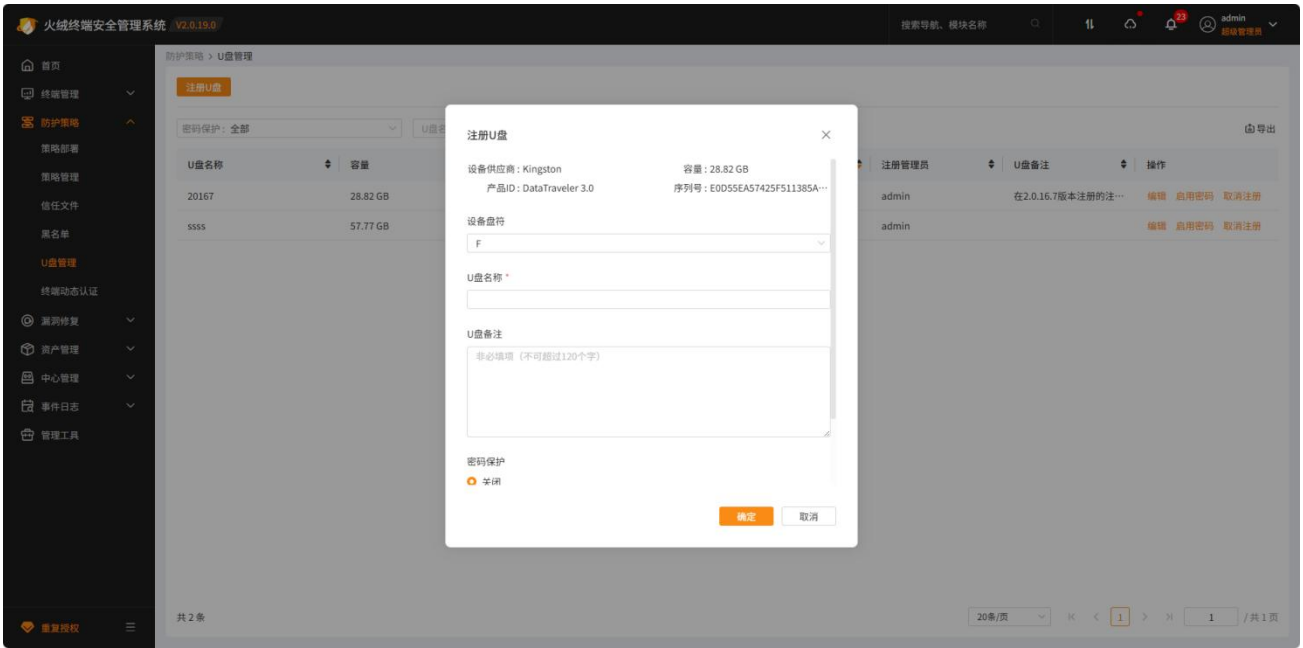 火绒终端安全管理系统 V2.0.19.0
搜索导航、模块名称
23
admin
超级管理员
首页
终端管理
防护策略
策略部署
策略管理
信任文件
黑名单
U盘管理
终端动态认证
漏洞修复
资产管理
中心管理
事件日志
管理工具
重复授权
防护策略 > U盘管理
注册U盘
密码保护：全部
U盘名
导出
U盘名称 容量 注册管理员 U盘备注 操作
20167 28.82 GB admin 在2.0.16.7版本注册的注… 编辑 启用密码 取消注册
ssss 57.77 GB admin 编辑 启用密码 取消注册
注册U盘
设备供应商 : Kingston 容量 : 28.82 GB
产品ID : DataTraveler 3.0 序列号 : E0D55EA57425F511385A…
设备盘符
F
U盘名称 *
U盘备注
非必填项（不可超过120个字）
密码保护
关闭
确定 取消
共 2 条
20条/页 1 1 / 共 1 页